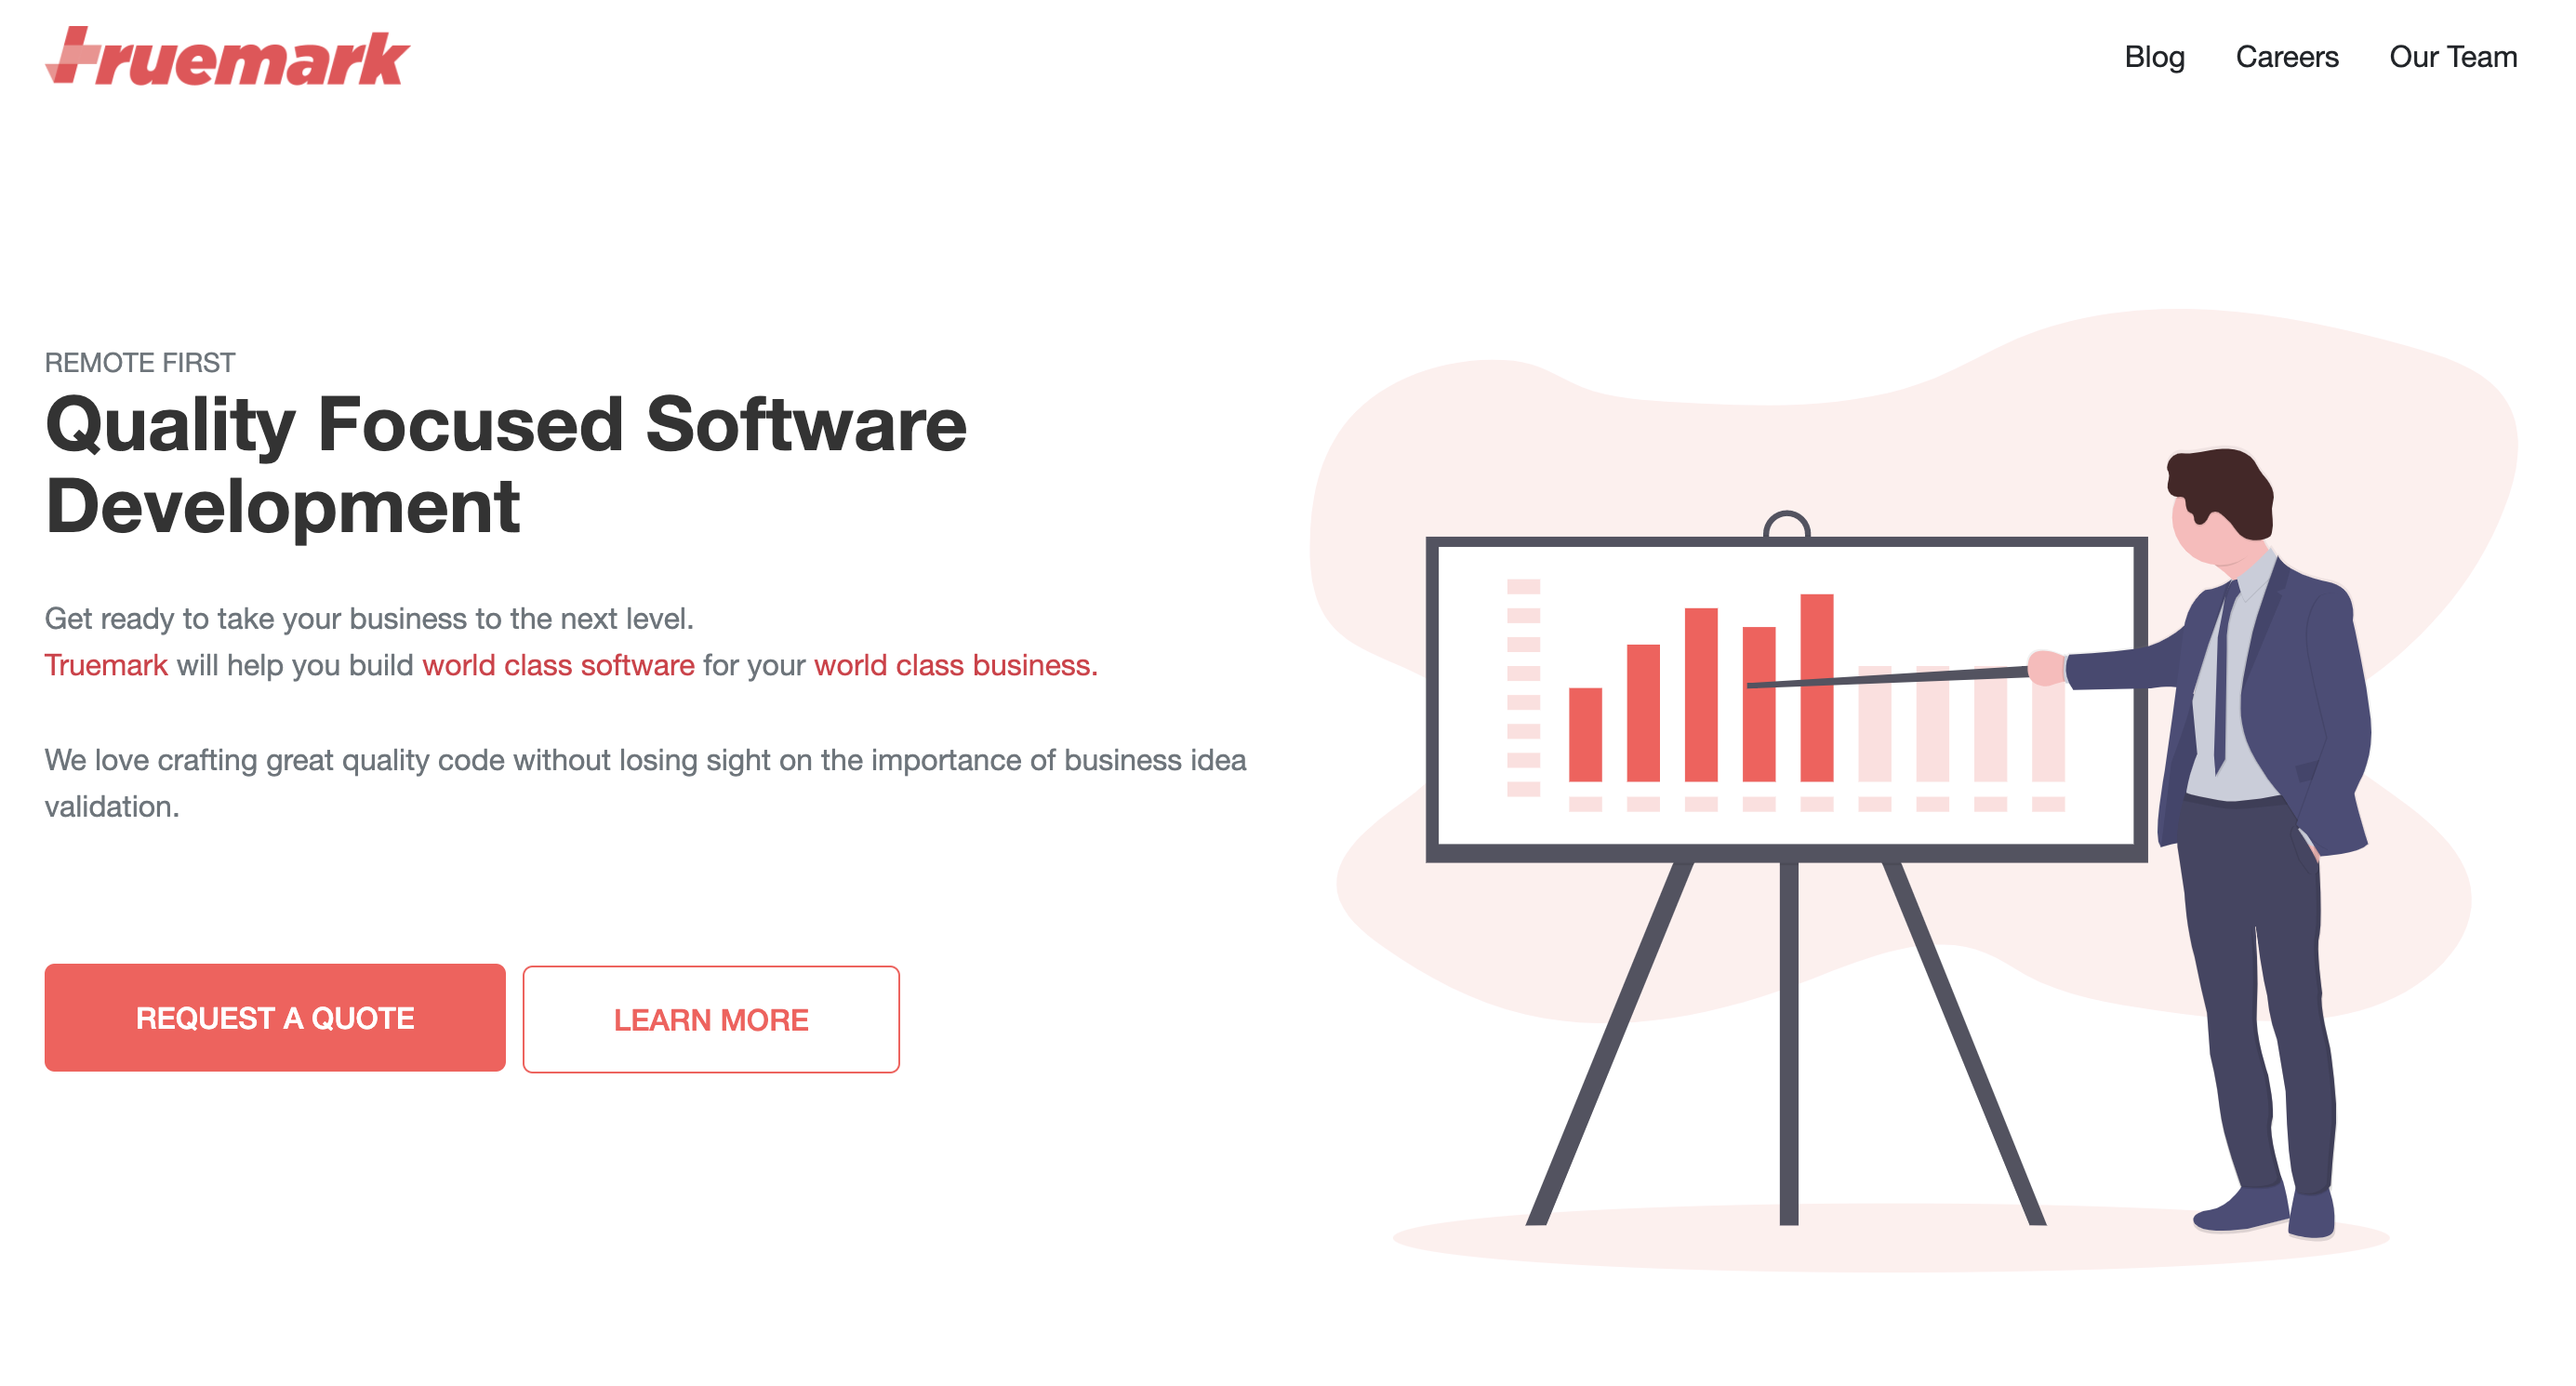 truemark
Blog
Careers
Our Team
REMOTE FIRST
Quality Focused Software
Development
Get ready to take your business to the next level.
Truemark will help you build world class software for your world class business.
We love crafting great quality code without losing sight on the importance of business idea
validation.
REQUEST A QUOTE
LEARN MORE